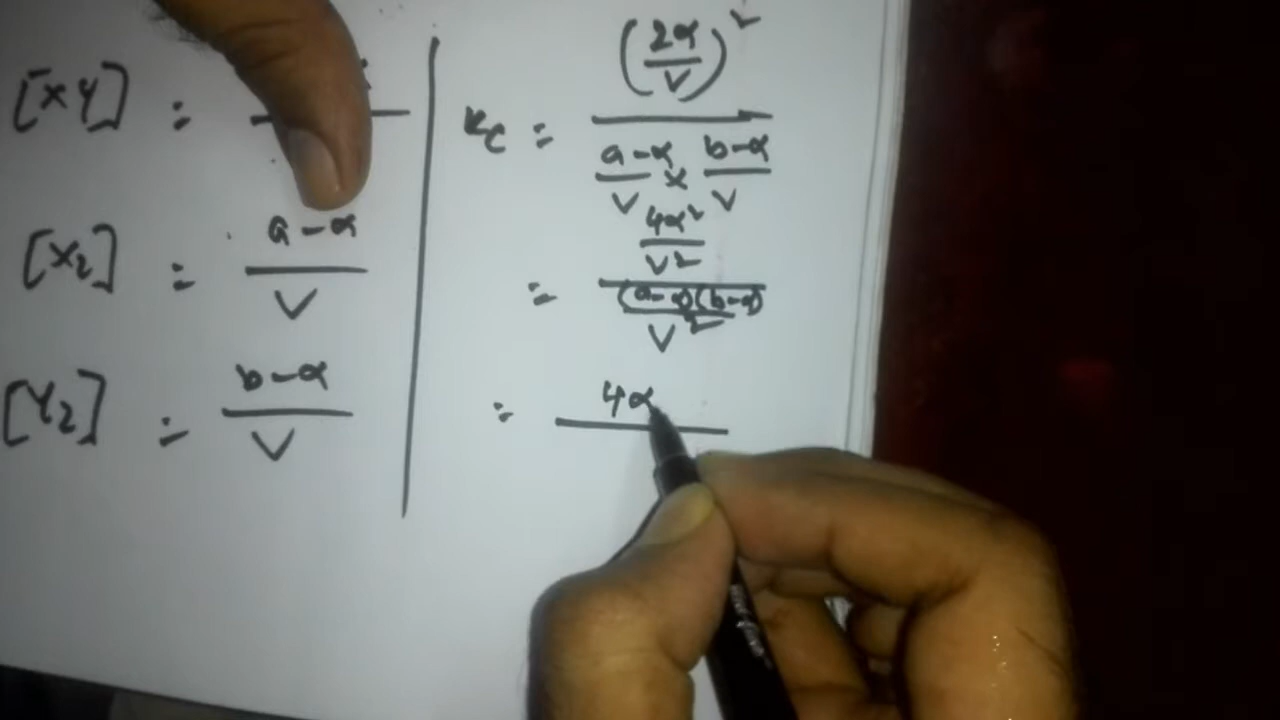 [XY] =
[X₂] = a-α / V
[Y₂] = b-α / V
Kc = (2α/V)² / (a-α/V × b-α/V)
= 4α²/V² / (a-α)(b-α)/V²
= 4α